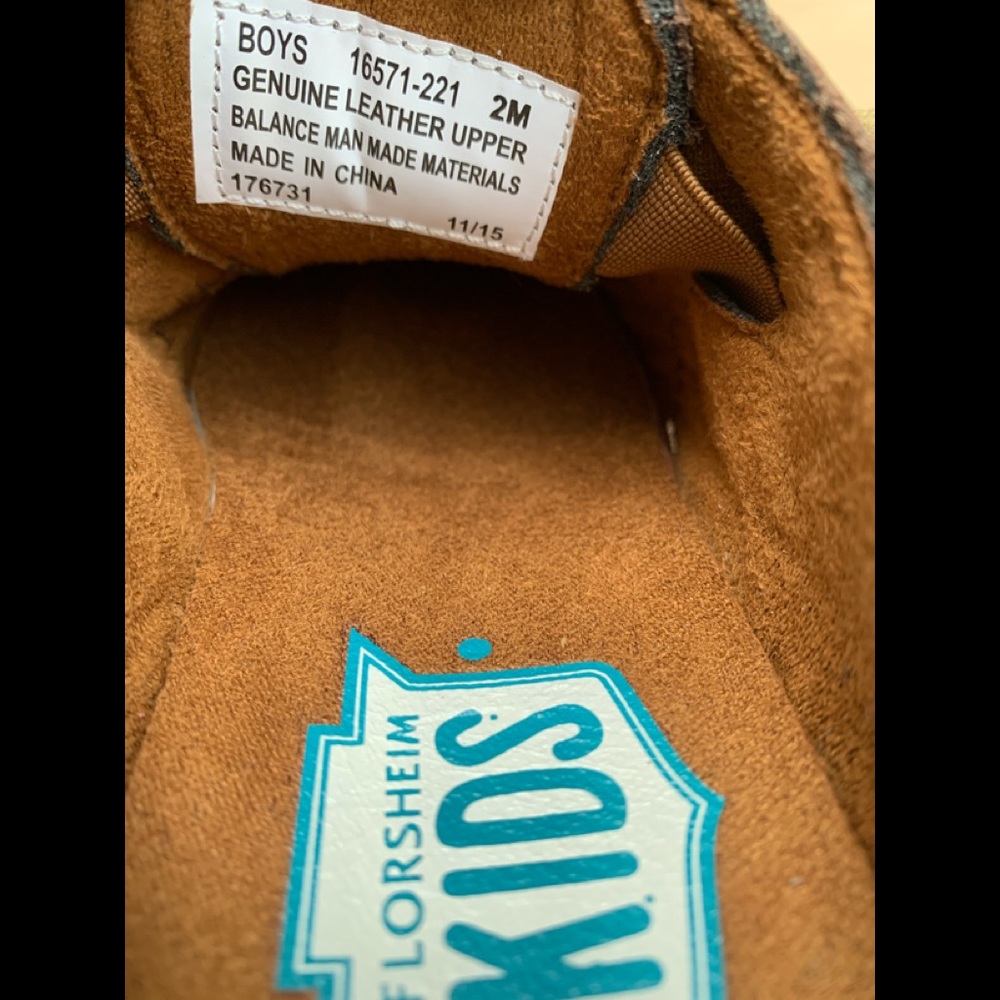 BOYS 16571-221 2M
GENUINE LEATHER UPPER
BALANCE MAN MADE MATERIALS
MADE IN CHINA
176731 11/15
FLORSHEIM
KIDS